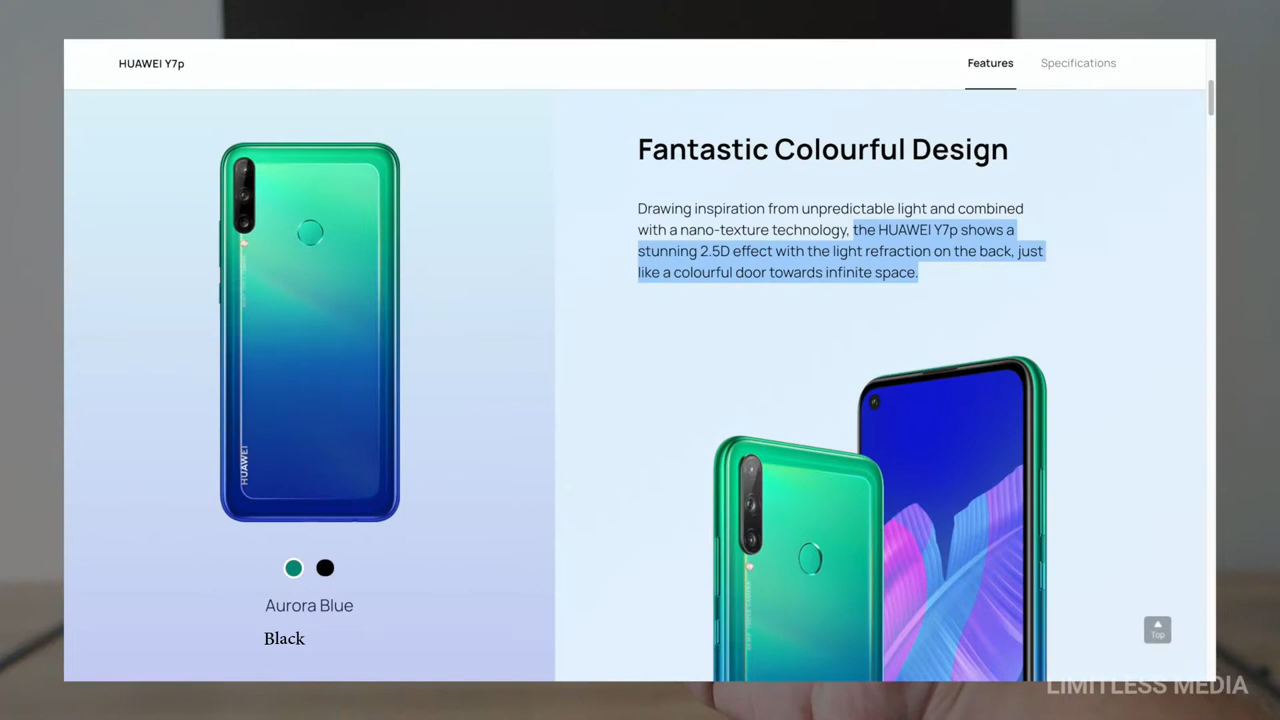 HUAWEI Y7p
Features
Specifications
Fantastic Colourful Design
Drawing inspiration from unpredictable light and combined
with a nano-texture technology, the HUAWEI Y7p shows a
stunning 2.5D effect with the light refraction on the back, just
like a colourful door towards infinite space.
HUAWEI
Aurora Blue
Black
Top
LIMITLESS MEDIA